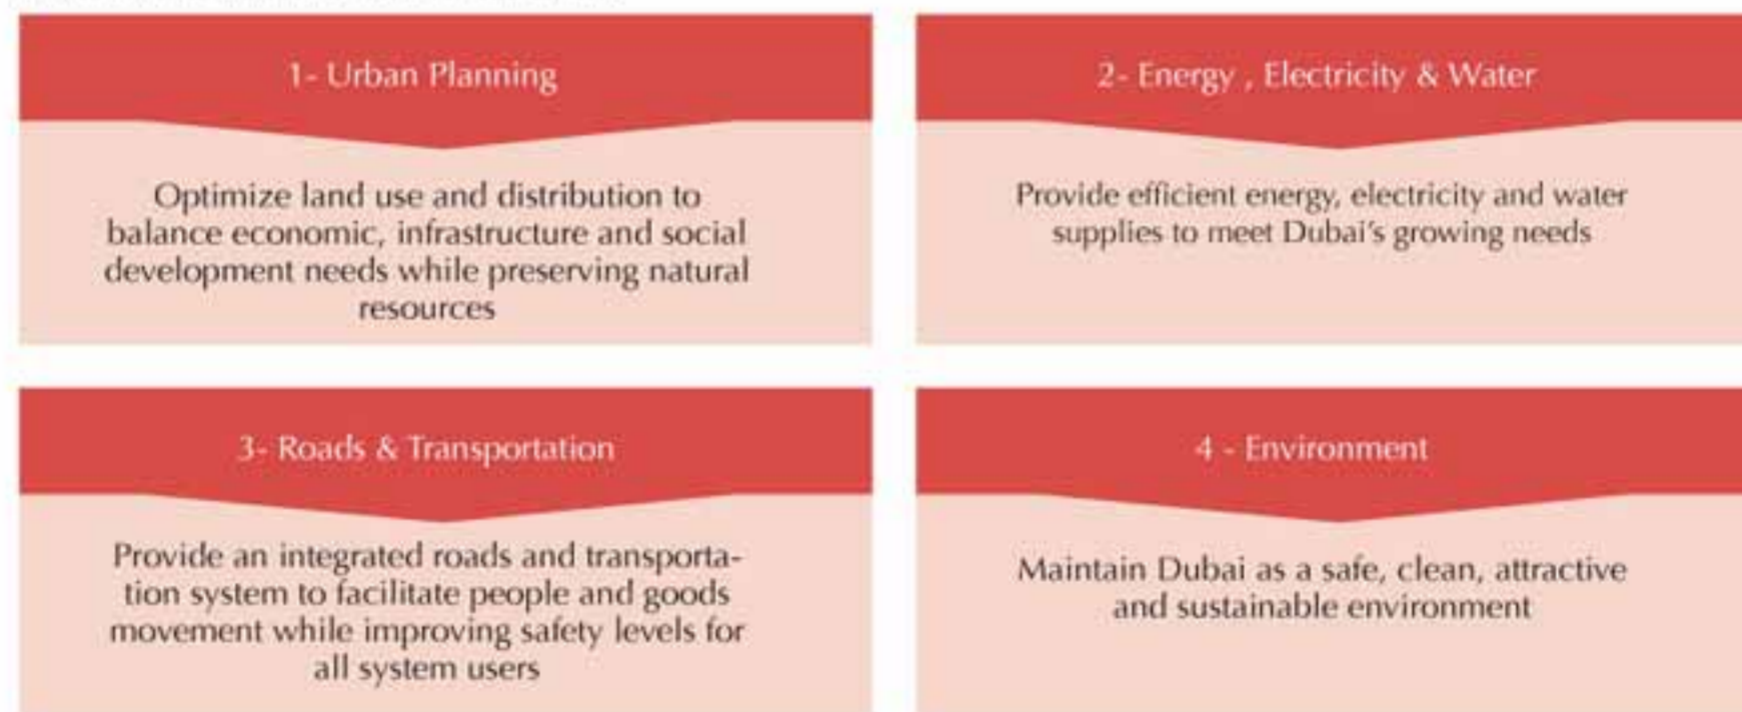 1- Urban Planning
Optimize land use and distribution to
balance economic, infrastructure and social
development needs while preserving natural
resources
2- Energy , Electricity & Water
Provide efficient energy, electricity and water
supplies to meet Dubai's growing needs
3- Roads & Transportation
Provide an integrated roads and transporta-
tion system to facilitate people and goods
movement while improving safety levels for
all system users
4 - Environment
Maintain Dubai as a safe, clean, attractive
and sustainable environment